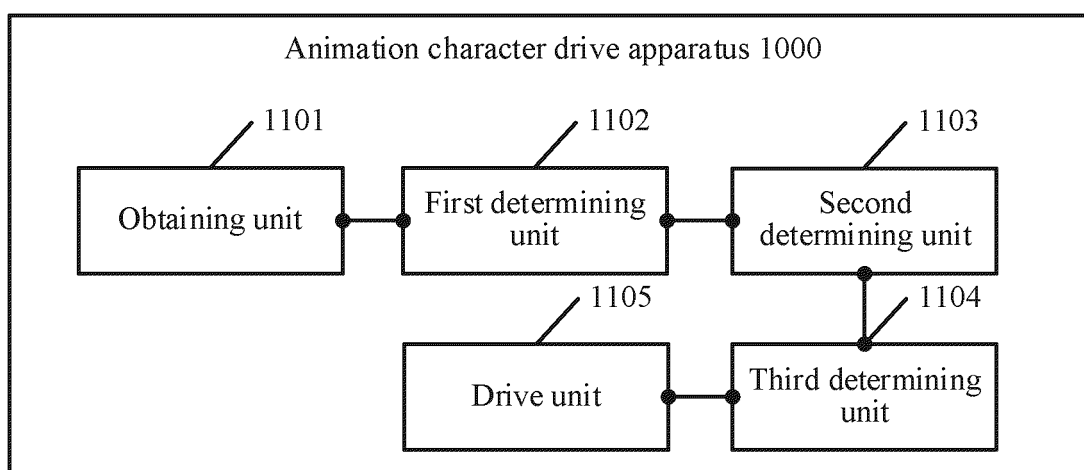 Animation character drive apparatus 1000
1101
1102
1103
Obtaining unit
First determining
unit
Second
determining unit
1105
1104
Drive unit
Third determining
unit